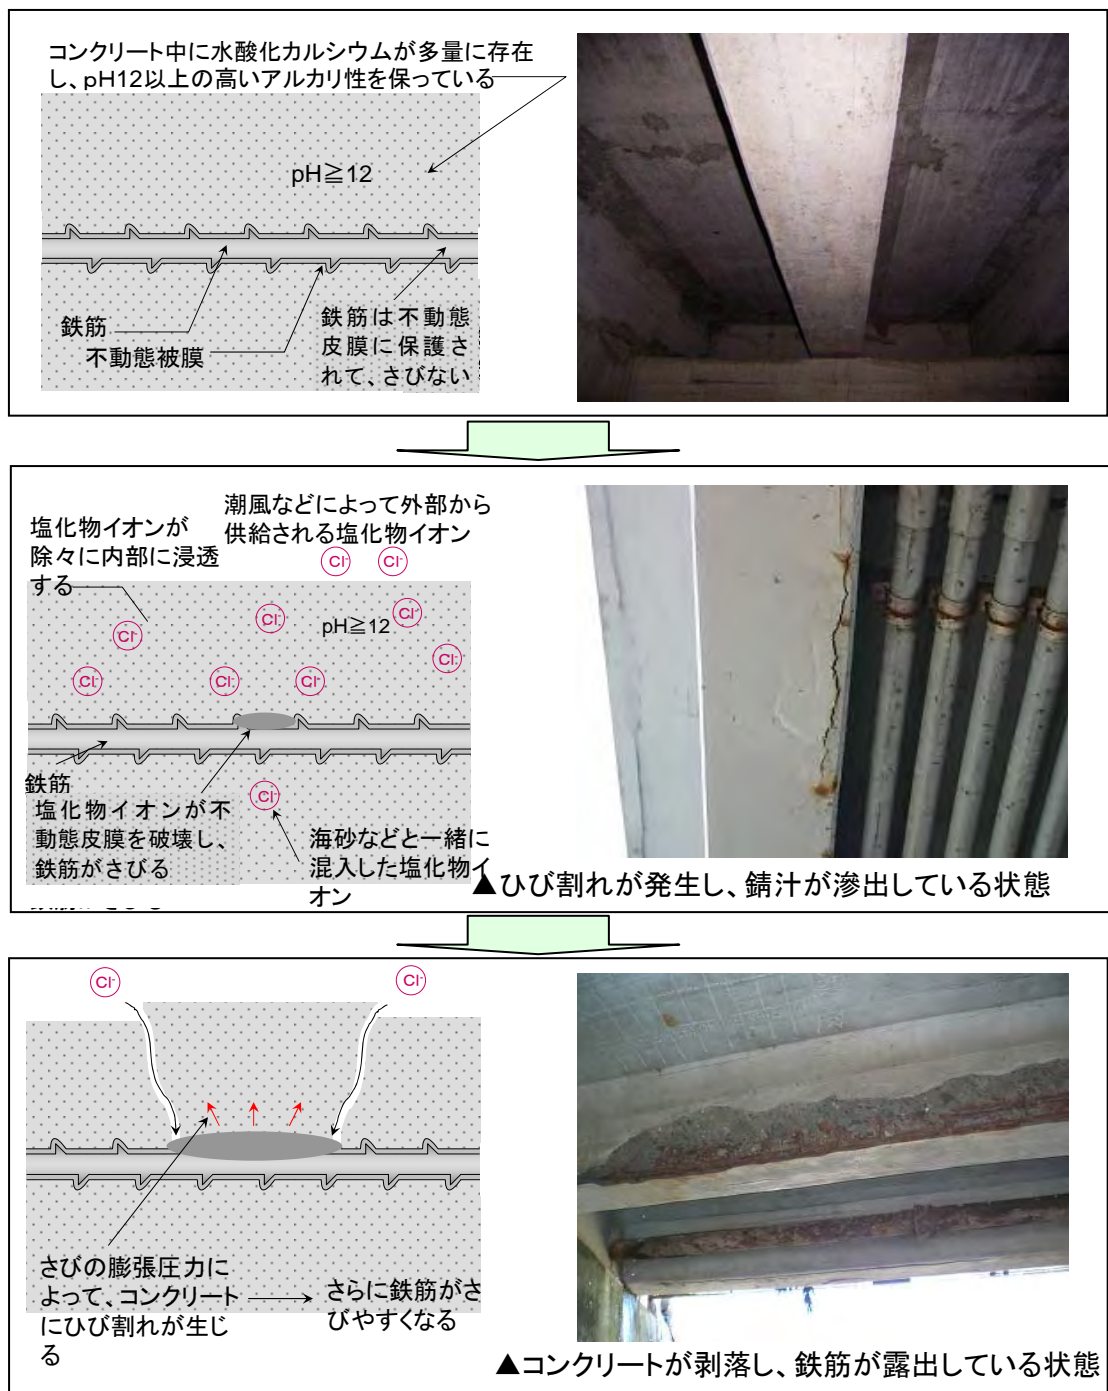 コンクリート中に水酸化カルシウムが多量に存在
し、pH12以上の高いアルカリ性を保っている
pH≧12
鉄筋
不動態被膜
鉄筋は不動態
皮膜に保護さ
れて、さびない
塩化物イオンが
除々に内部に浸透
する
潮風などによって外部から
供給される塩化物イオン
Cl-
Cl-
Cl-
Cl-
Cl-
pH≧12
Cl-
Cl-
Cl-
Cl-
鉄筋
塩化物イオンが不
動態皮膜を破壊し、
鉄筋がさびる
Cl-
海砂などと一緒に
混入した塩化物イ
オン
▲ひび割れが発生し、錆汁が滲出している状態
Cl-
Cl-
さびの膨張圧力に
よって、コンクリート
にひび割れが生じ
る
さらに鉄筋がさ
びやすくなる
▲コンクリートが剥落し、鉄筋が露出している状態